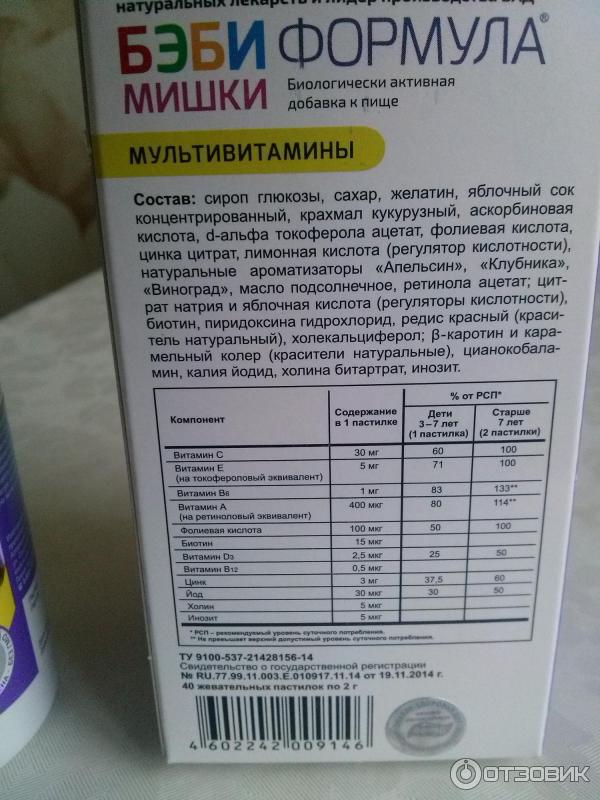 натуральных лекарств и лидер производства БАД
БЭБИ ФОРМУЛА®
МИШКИ
Биологически активная
добавка к пище
МУЛЬТИВИТАМИНЫ
Состав: сироп глюкозы, сахар, желатин, яблочный сок
концентрированный, крахмал кукурузный, аскорбиновая
кислота, d-альфа токоферола ацетат, фолиевая кислота,
цинка цитрат, лимонная кислота (регулятор кислотности),
натуральные ароматизаторы «Апельсин», «Клубника»,
«Виноград», масло подсолнечное, ретинола ацетат; цит-
рат натрия и яблочная кислота (регуляторы кислотности),
биотин, пиридоксина гидрохлорид, редис красный (краси-
тель натуральный), холекальциферол; β-каротин и кара-
мельный колер (красители натуральные), цианокобала-
мин, калия йодид, холина битартрат, инозит.
Компонент Содержание в 1 пастилке % от РСП*
Дети 3–7 лет (1 пастилка) Старше 7 лет (2 пастилки)
Витамин С 30 мг 60 100
Витамин Е (на токофероловый эквивалент) 5 мг 71 100
Витамин В6 1 мг 83 133**
Витамин А (на ретиноловый эквивалент) 400 мкг 80 114**
Фолиевая кислота 100 мкг 50 100
Биотин 15 мкг
Витамин D3 2,5 мкг 25 50
Витамин В12 0,5 мкг
Цинк 3 мг 37,5 60
Йод 30 мкг 30 50
Холин 5 мкг
Инозит 5 мкг
* РСП – рекомендуемый уровень суточного потребления.
** Не превышает верхний допустимый уровень суточного потребления.
ТУ 9100-537-21428156-14
Свидетельство о государственной регистрации
№ RU.77.99.11.003.Е.010917.11.14 от 19.11.2014 г.
40 жевательных пастилок по 2 г
4 602242 009146
ОТЗОВИК